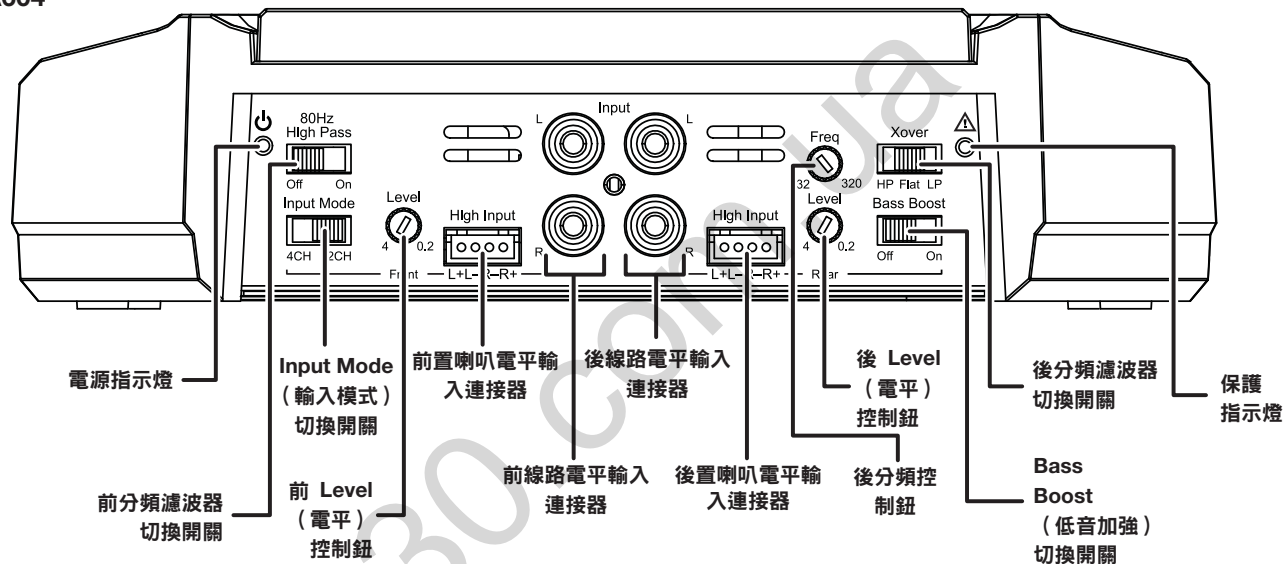 80Hz
HIgh Pass
Off On
Input Mode
4CH 2CH
Level
4 0.2
HIgh Input
Front
L+L–R–R+
Input
L
L
R
R
HIgh Input
L+L–R–R+
Rear
Freq
32 320
Level
4 0.2
Xover
HP Flat LP
Bass Boost
Off On
電源指示燈
Input Mode
（輸入模式）
切換開關
前置喇叭電平輸
入連接器
後線路電平輸入
連接器
後 Level
（電平）
控制鈕
後分頻濾波器
切換開關
保護
指示燈
前分頻濾波器
切換開關
前 Level
（電平）
控制鈕
前線路電平輸入
連接器
後置喇叭電平輸
入連接器
後分頻控
制鈕
Bass
Boost
（低音加強）
切換開關
30.com.ua